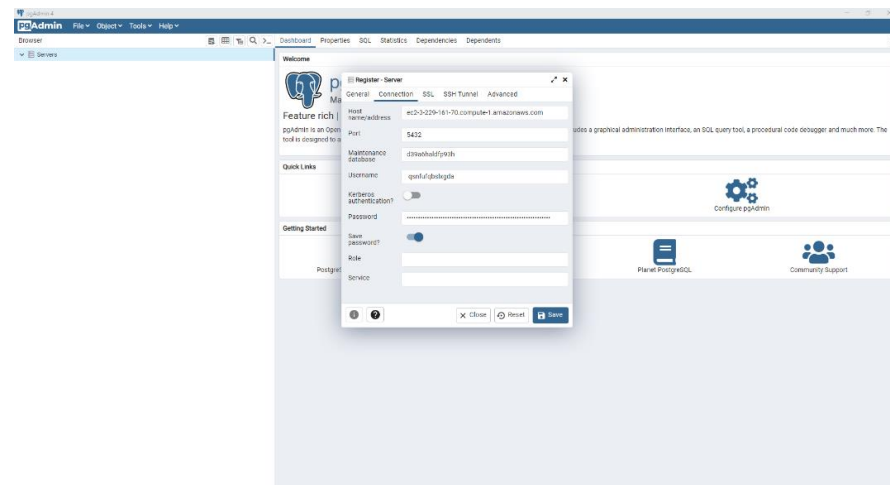 pgAdmin 4
pgAdmin File Object Tools Help
Browser
Dashboard Properties SQL Statistics Dependencies Dependents
Servers
Welcome
Feature rich |
pgAdmin is an Open
tool is designed to
udes a graphical administration interface, an SQL query tool, a procedural code debugger and much more. The
Quick Links
Configure pgAdmin
Getting Started
Planet PostgreSQL
Community Support
Register - Server
General Connection SSL SSH Tunnel Advanced
Host name/address
ec2-3-229-161-70.compute-1.amazonaws.com
Port
5432
Maintenance database
Username
Kerberos authentication?
Password
Save password?
Role
Service
Close Reset Save